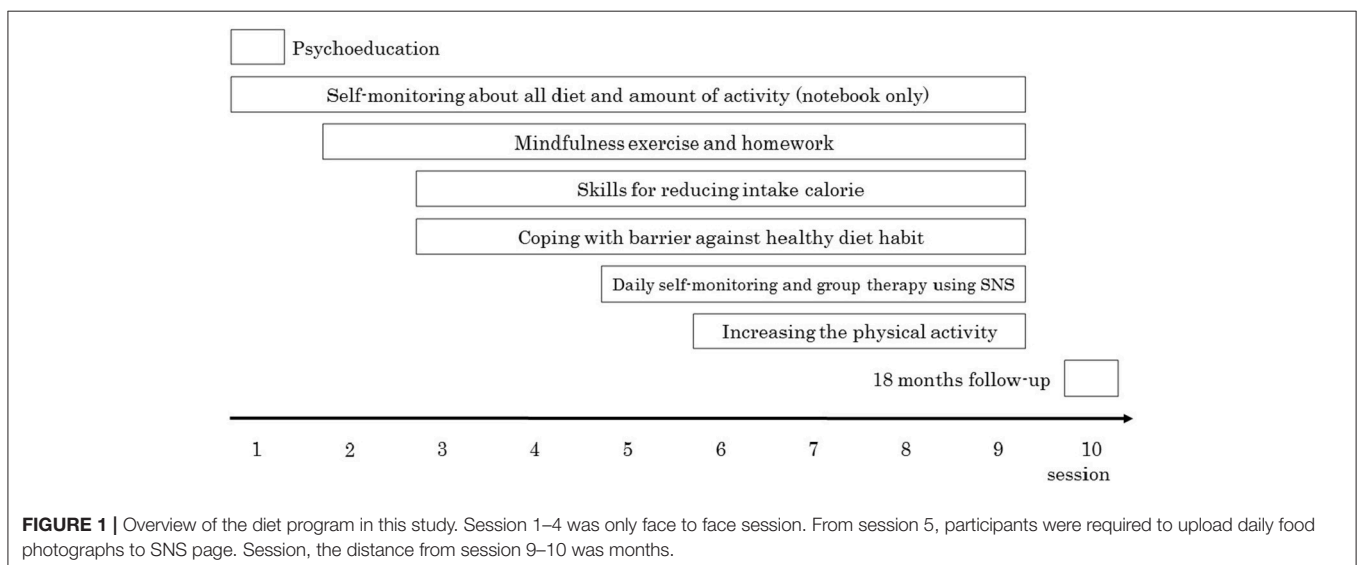 Psychoeducation
Self-monitoring about all diet and amount of activity (notebook only)
Mindfulness exercise and homework
Skills for reducing intake calorie
Coping with barrier against healthy diet habit
Daily self-monitoring and group therapy using SNS
Increasing the physical activity
18 months follow-up
1 2 3 4 5 6 7 8 9 10
session
FIGURE 1 | Overview of the diet program in this study. Session 1–4 was only face to face session. From session 5, participants were required to upload daily food
photographs to SNS page. Session, the distance from session 9–10 was months.